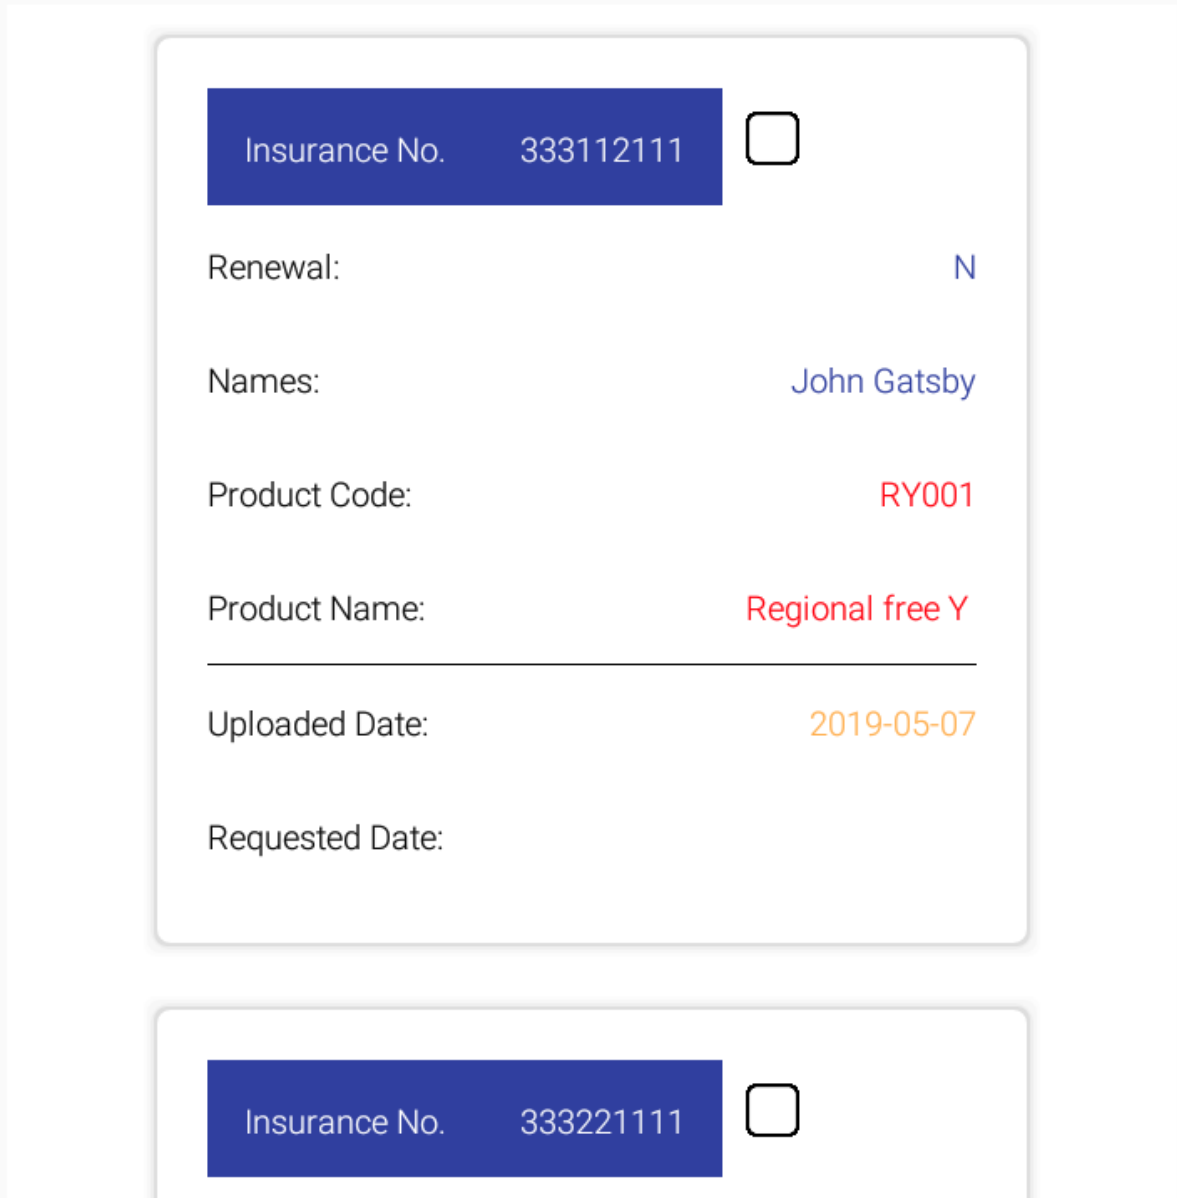 Insurance No. 333112111
Renewal: N
Names: John Gatsby
Product Code: RY001
Product Name: Regional free Y
Uploaded Date: 2019-05-07
Requested Date:
Insurance No. 333221111